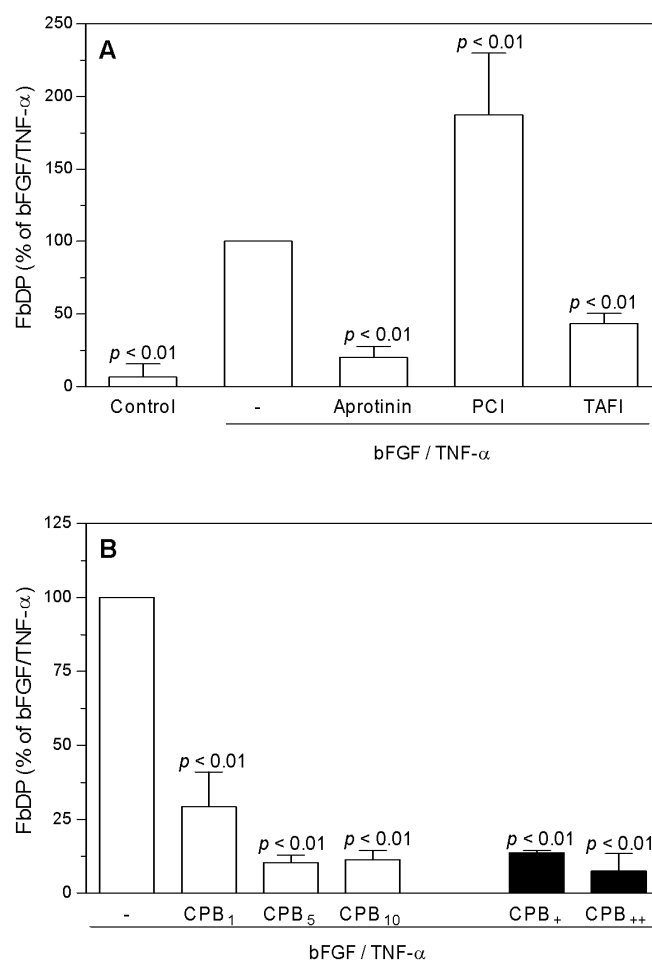 A
FbDP (% of bFGF/TNF-α)
250
200
150
100
50
0
p < 0.01
p < 0.01
p < 0.01
p < 0.01
Control - Aprotinin PCI TAFI
bFGF / TNF-α
B
FbDP (% of bFGF/TNF-α)
125
100
75
50
25
0
p < 0.01
p < 0.01
p < 0.01
p < 0.01
p < 0.01
- CPB₁ CPB₅ CPB₁₀ CPB₊ CPB₊₊
bFGF / TNF-α